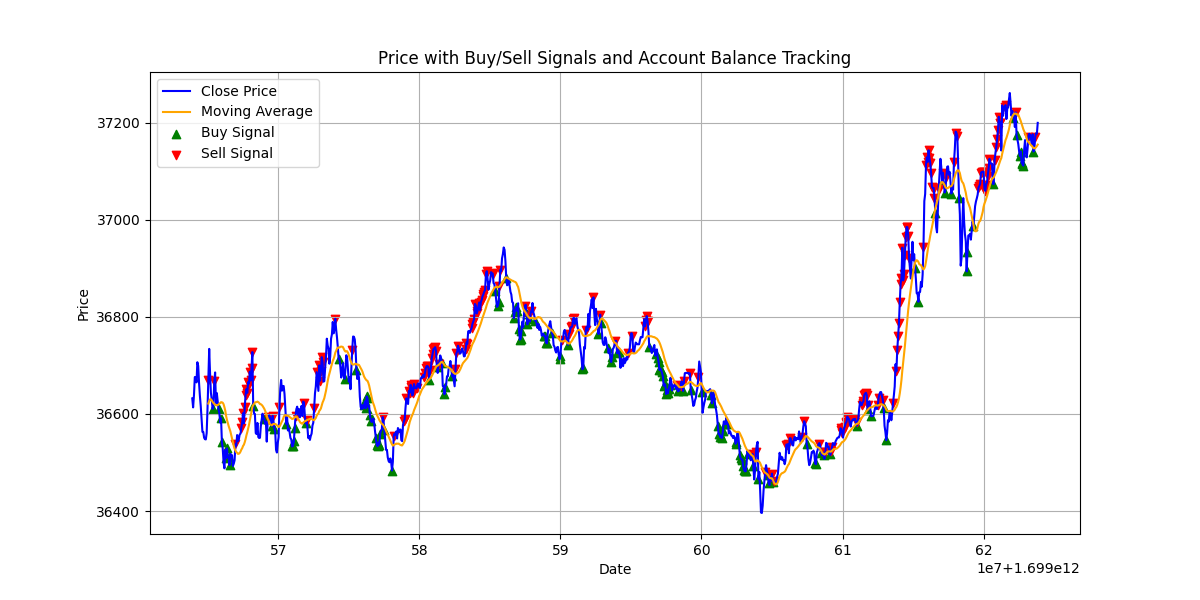 Price with Buy/Sell Signals and Account Balance Tracking
Close Price
Moving Average
Buy Signal
Sell Signal
37200
37000
36800
36600
36400
Price
57 58 59 60 61 62
Date
1e7+1.699e12